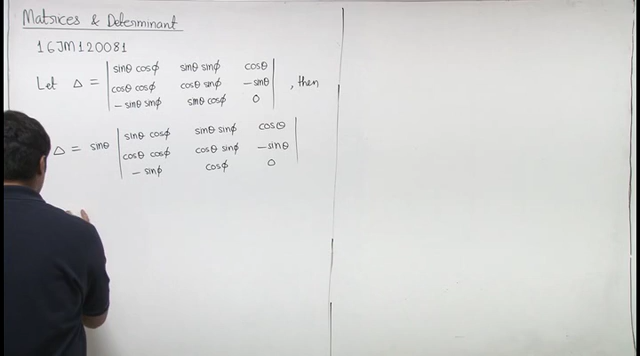 Matrices & Determinant
16JM120081
Let Δ = | sinθ cosϕ sinθ sinϕ cosθ |
| cosθ cosϕ cosθ sinϕ -sinθ | , then
| - sinθ sinϕ sinθ cosϕ 0 |
Δ = sinθ | sinθ cosϕ sinθ sinϕ cosθ |
| cosθ cosϕ cosθ sinϕ -sinθ |
| - sinϕ cosϕ 0 |